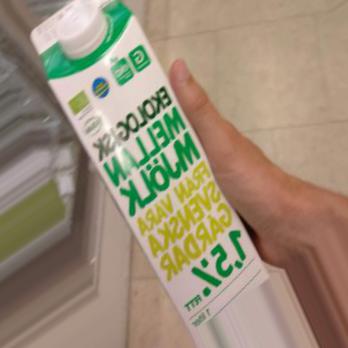 EKOLOGISK
MELLAN
MJÖLK
FRÅN VÅRA
SVENSKA
GÅRDAR
1,5%
FETT
1 liter